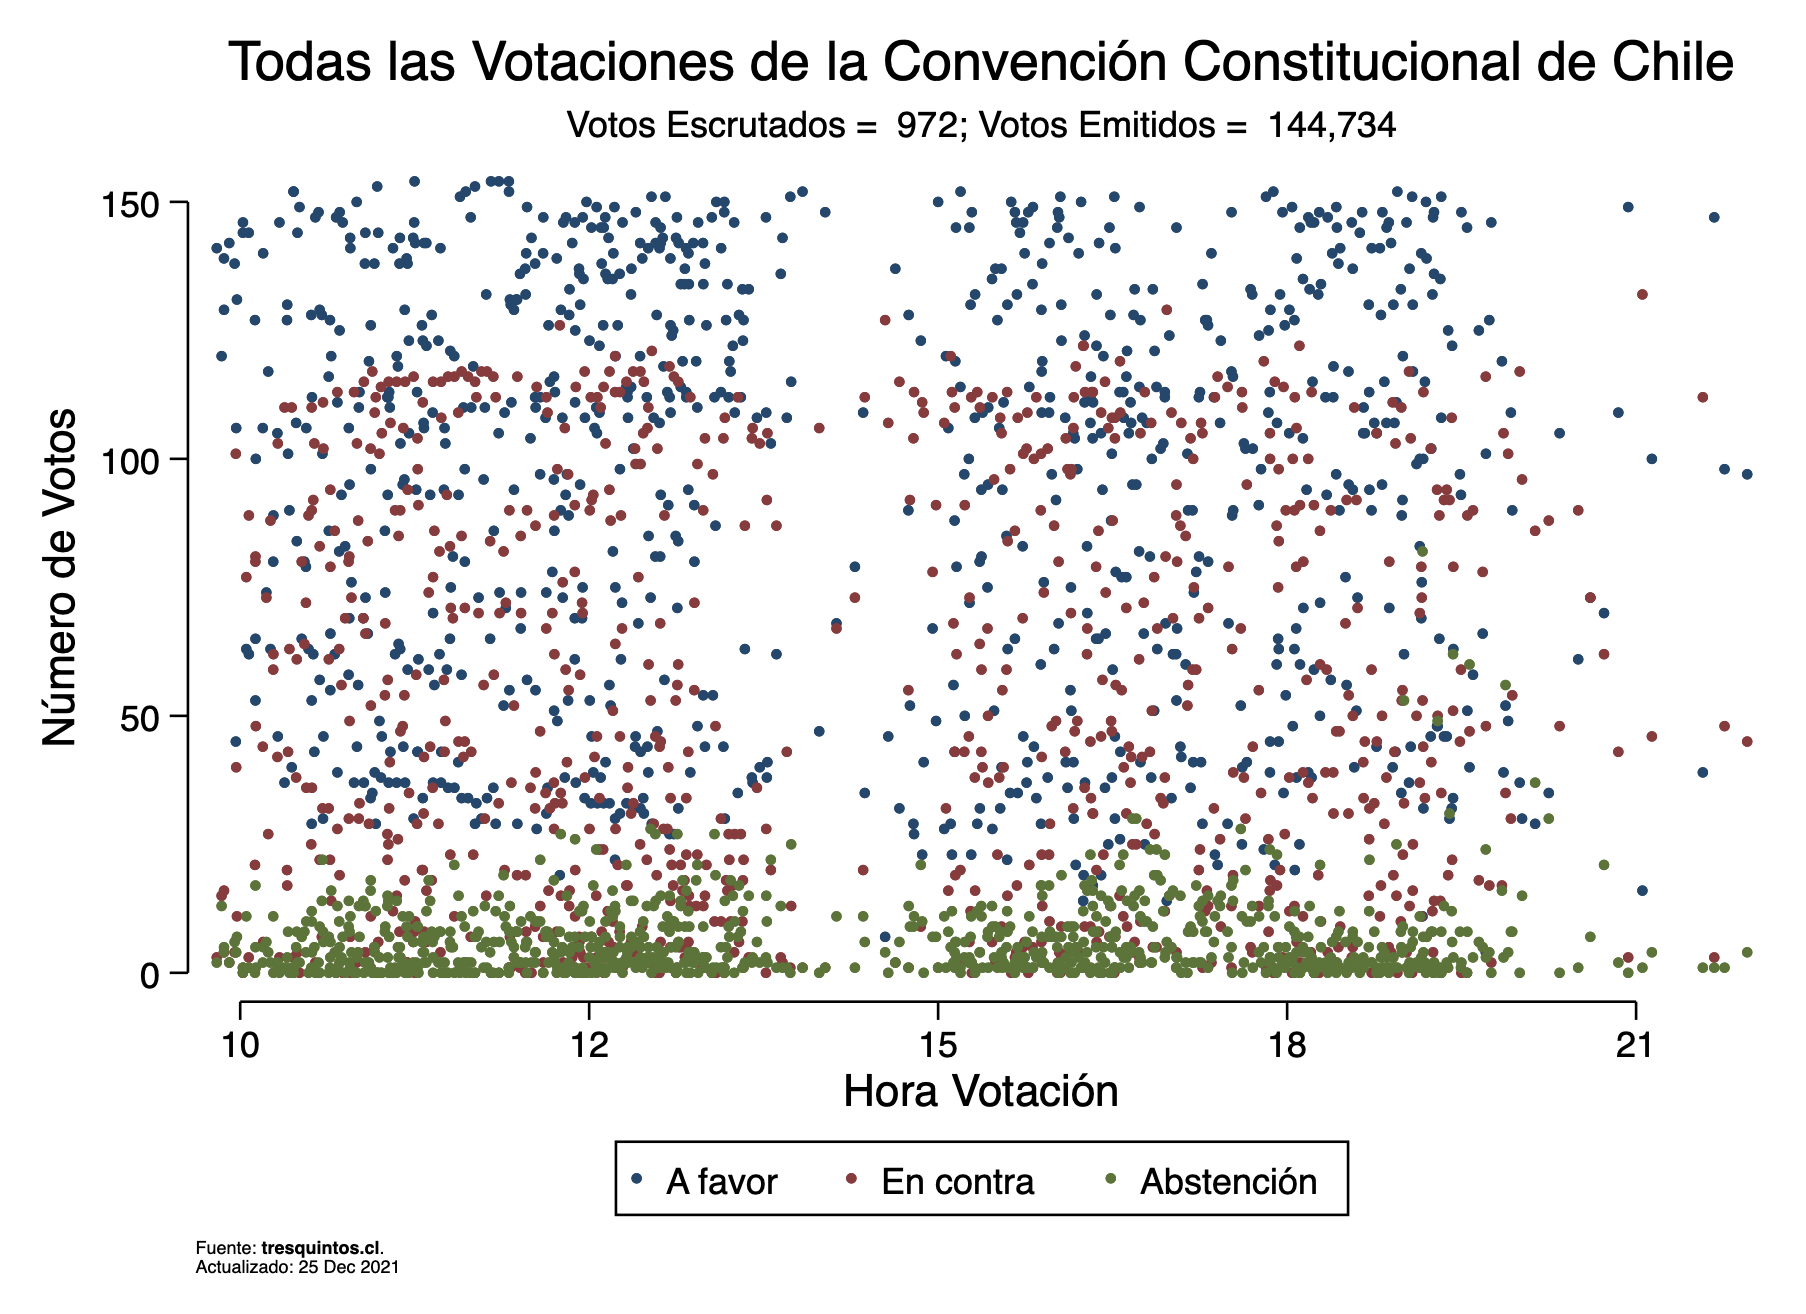 Todas las Votaciones de la Convención Constitucional de Chile
Votos Escrutados = 972; Votos Emitidos = 144,734
Número de Votos
150
100
50
0
10 12 15 18 21
Hora Votación
A favor En contra Abstención
Fuente: tresquintos.cl.
Actualizado: 25 Dec 2021